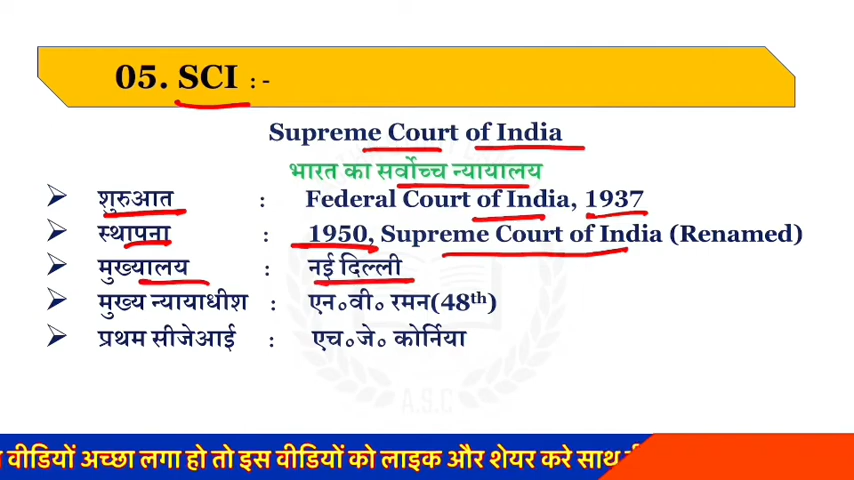 05. SCI :-
Supreme Court of India
भारत का सर्वोच्च न्यायालय
➢ शुरुआत : Federal Court of India, 1937
➢ स्थापना : 1950, Supreme Court of India (Renamed)
➢ मुख्यालय : नई दिल्ली
➢ मुख्य न्यायाधीश : एन॰वी॰ रमन(48th)
➢ प्रथम सीजेआई : एच॰जे॰ कोर्निया
A.S.C
वीडियों अच्छा लगा हो तो इस वीडियों को लाइक और शेयर करे साथ